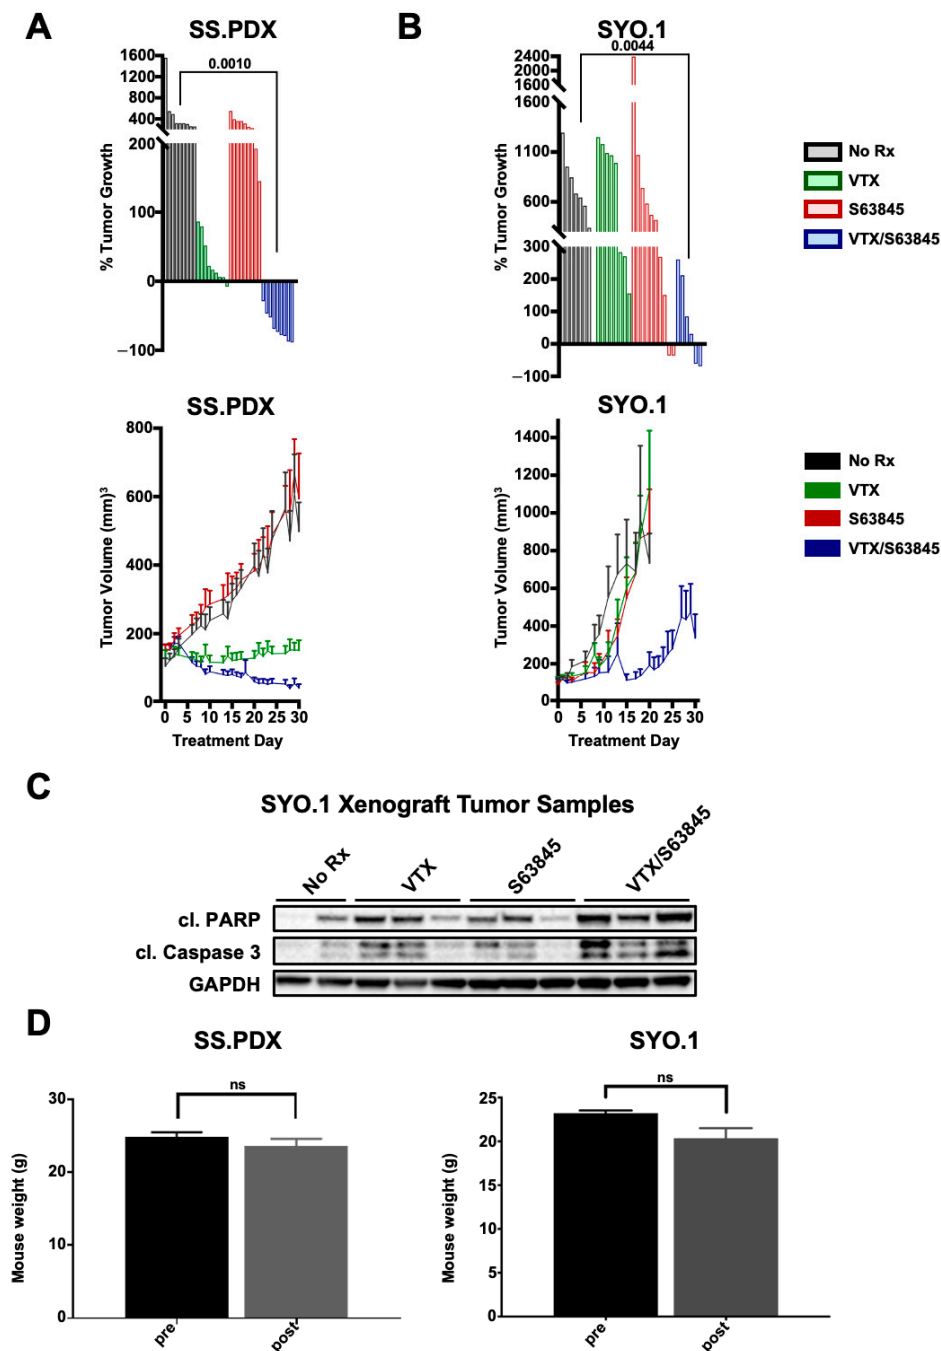 A
SS.PDX
% Tumor Growth
1600
1200
800
400
200
100
0
−100
0.0010
B
SYO.1
2400
2000
1600
1600
1100
600
300
200
100
0
−100
% Tumor Growth
0.0044
No Rx
VTX
S63845
VTX/S63845
SS.PDX
Tumor Volume (mm)³
800
600
400
200
0
0 5 10 15 20 25 30
Treatment Day
SYO.1
Tumor Volume (mm)³
1400
1200
1000
800
600
400
200
0
0 5 10 15 20 25 30
Treatment Day
No Rx
VTX
S63845
VTX/S63845
C
SYO.1 Xenograft Tumor Samples
No Rx
VTX
S63845
VTX/S63845
cl. PARP
cl. Caspase 3
GAPDH
D
SS.PDX
Mouse weight (g)
30
20
10
0
ns
pre
post
SYO.1
Mouse weight (g)
25
20
15
10
5
0
ns
pre
post